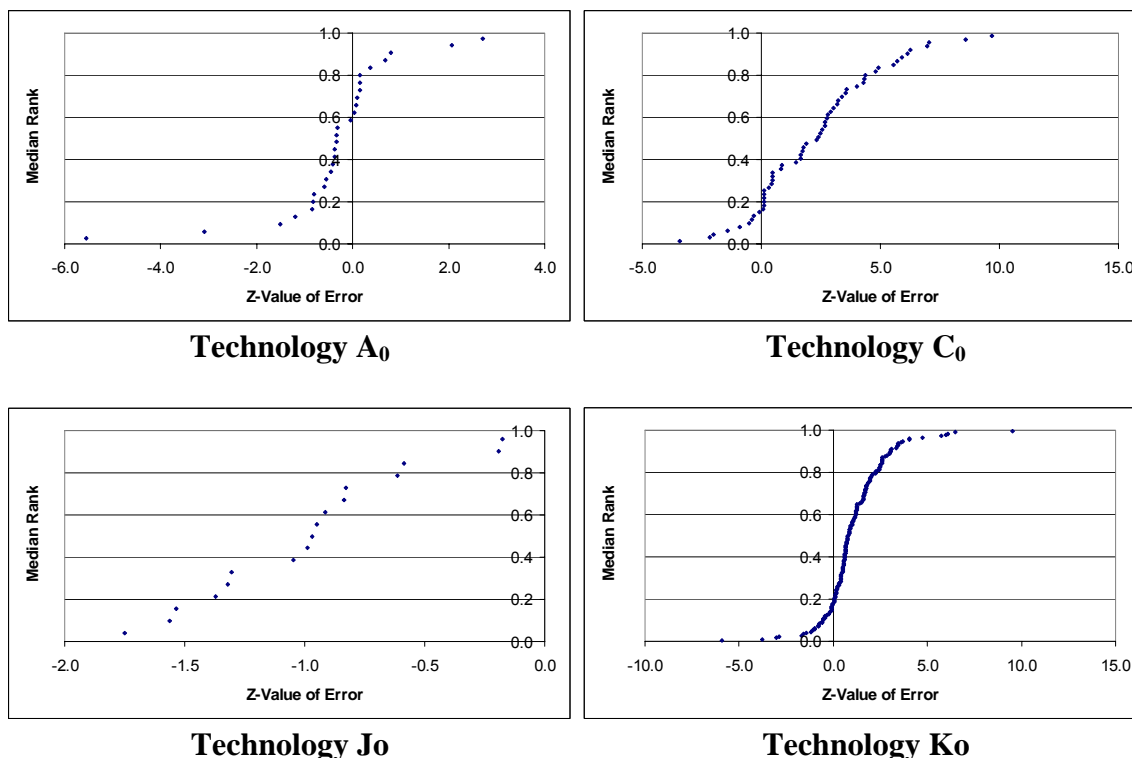 1.0
0.8
0.6
0.4
0.2
0.0
Median Rank
-6.0 -4.0 -2.0 0.0 2.0 4.0
Z-Value of Error
Technology A₀
1.0
0.8
0.6
0.4
0.2
0.0
Median Rank
-5.0 0.0 5.0 10.0 15.0
Z-Value of Error
Technology C₀
1.0
0.8
0.6
0.4
0.2
0.0
Median Rank
-2.0 -1.5 -1.0 -0.5 0.0
Z-Value of Error
Technology Jo
1.0
0.8
0.6
0.4
0.2
0.0
Median Rank
-10.0 -5.0 0.0 5.0 10.0 15.0
Z-Value of Error
Technology Ko